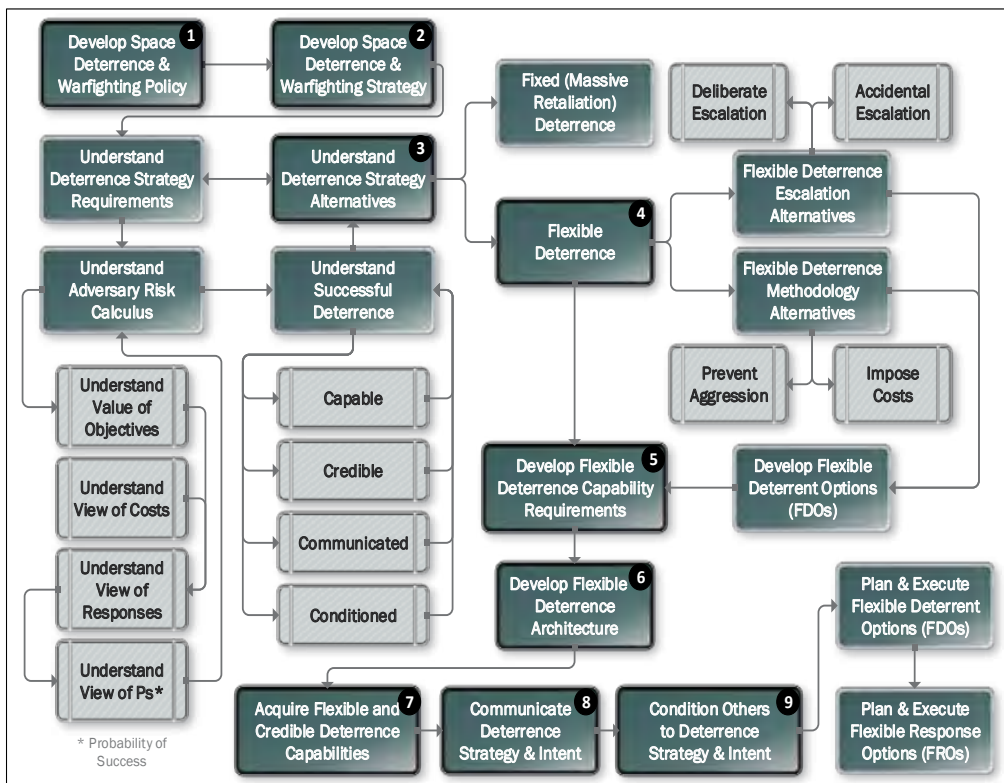 Develop Space
Deterrence &
Warfighting Policy
1
Develop Space
Deterrence &
Warfighting Strategy
2
Understand
Deterrence Strategy
Requirements
Understand
Deterrence Strategy
Alternatives
3
Fixed (Massive
Retaliation)
Deterrence
Deliberate
Escalation
Accidental
Escalation
Flexible
Deterrence
4
Flexible Deterrence
Escalation
Alternatives
Flexible Deterrence
Methodology
Alternatives
Prevent
Aggression
Impose
Costs
Understand
Adversary Risk
Calculus
Understand
Successful
Deterrence
Understand
Value of
Objectives
Understand
View of Costs
Understand
View of
Responses
Understand
View of Ps*
* Probability of
Success
Capable
Credible
Communicated
Conditioned
Develop Flexible
Deterrence Capability
Requirements
5
Develop Flexible
Deterrent Options
(FDOs)
Develop Flexible
Deterrence
Architecture
6
Acquire Flexible and
Credible Deterrence
Capabilities
7
Communicate
Deterrence
Strategy & Intent
8
Condition Others
to Deterrence
Strategy & Intent
9
Plan & Execute
Flexible Deterrent
Options (FDOs)
Plan & Execute
Flexible Response
Options (FROs)